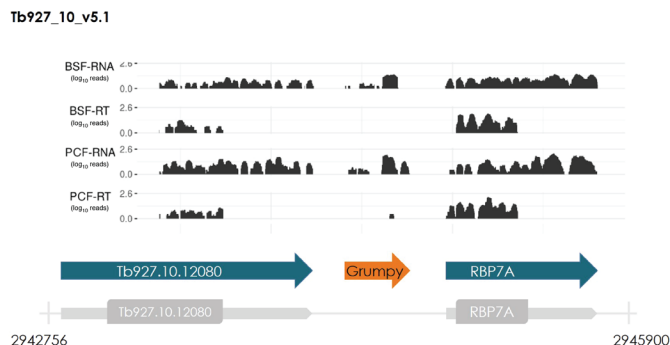 Tb927_10_v5.1
BSF-RNA
(log10 reads)
2.6
0.0
BSF-RT
(log10 reads)
2.6
0.0
PCF-RNA
(log10 reads)
2.6
0.0
PCF-RT
(log10 reads)
2.6
0.0
Tb927.10.12080 Grumpy RBP7A
Tb927.10.12080 RBP7A
2942756 2945900